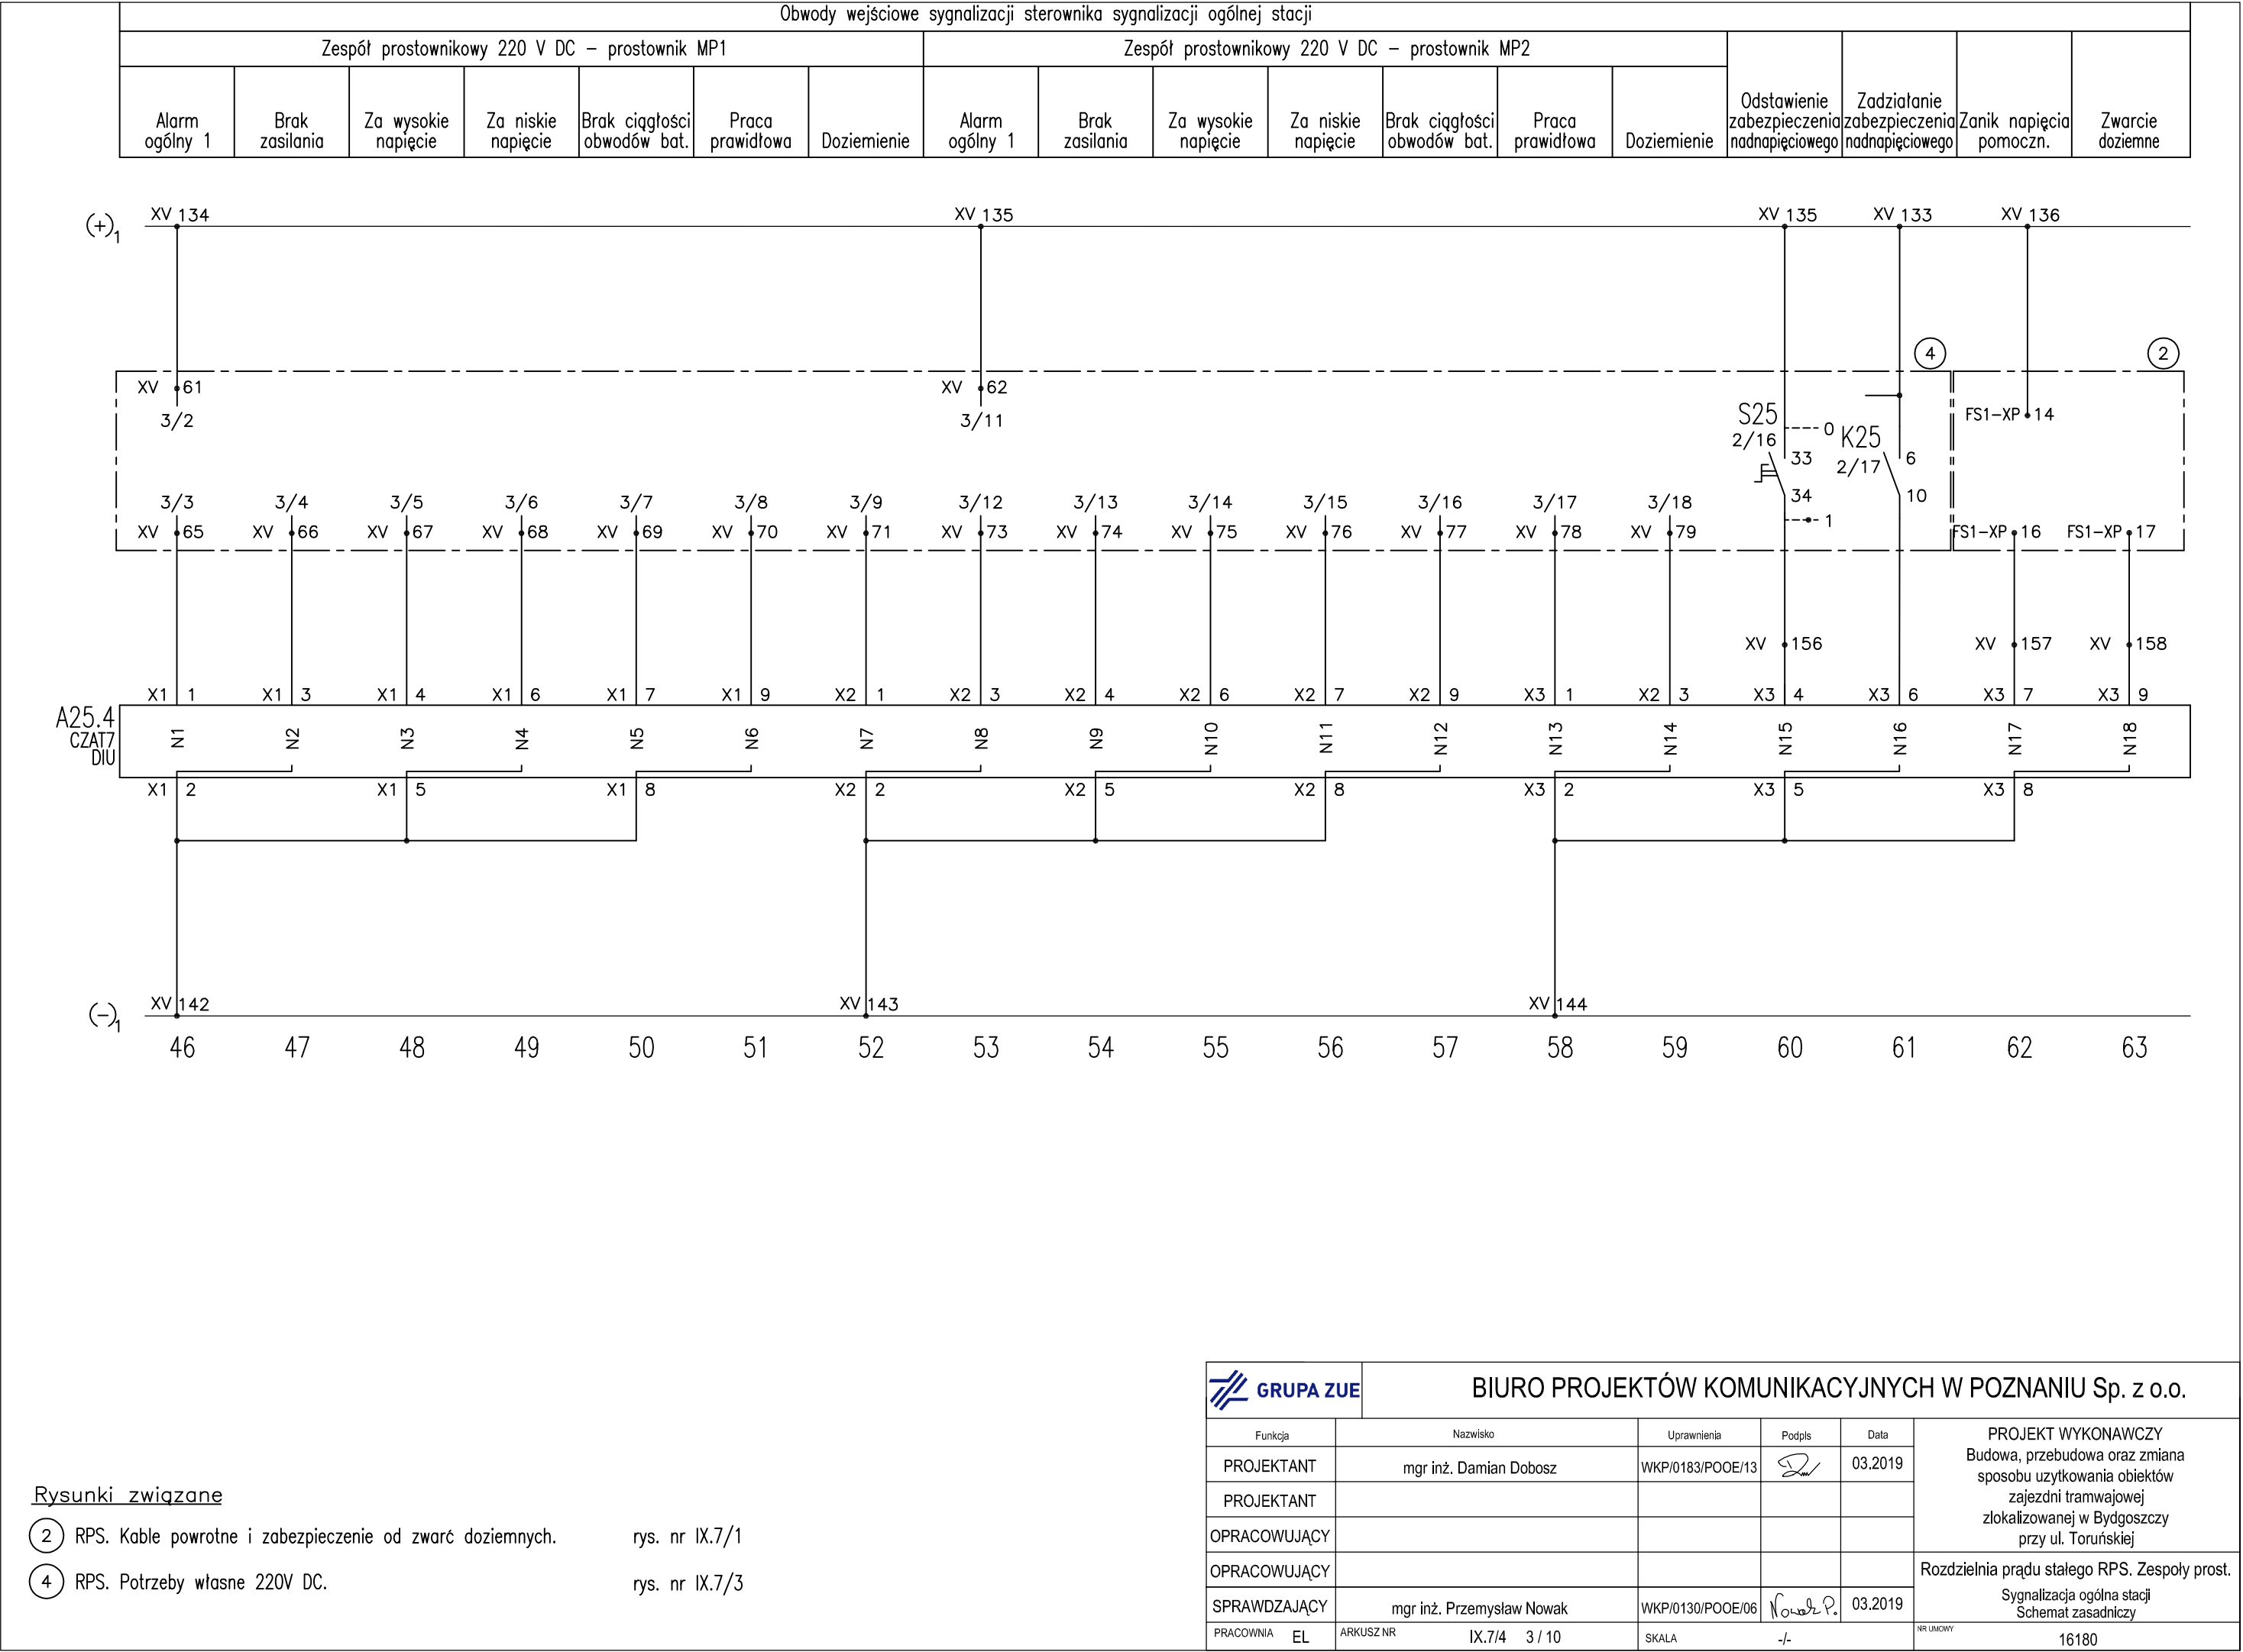 Obwody wejściowe sygnalizacji sterownika sygnalizacji ogólnej stacji
Zespół prostownikowy 220 V DC – prostownik MP1
Zespół prostownikowy 220 V DC – prostownik MP2
Alarm ogólny 1
Brak zasilania
Za wysokie napięcie
Za niskie napięcie
Brak ciągłości obwodów bat.
Praca prawidłowa
Doziemienie
Alarm ogólny 1
Brak zasilania
Za wysokie napięcie
Za niskie napięcie
Brak ciągłości obwodów bat.
Praca prawidłowa
Doziemienie
Odstawienie zabezpieczenia nadnapięciowego
Zadziałanie zabezpieczenia nadnapięciowego
Zanik napięcia pomoczn.
Zwarcie doziemne
(+)1
XV 134
XV 135
XV 135
XV 133
XV 136
4
2
XV 61
3/2
XV 62
3/11
S25
2/16
0
33
34
1
K25
2/17
6
10
FS1-XP 14
3/3 3/4 3/5 3/6 3/7 3/8 3/9 3/12 3/13 3/14 3/15 3/16 3/17 3/18
XV 65 XV 66 XV 67 XV 68 XV 69 XV 70 XV 71 XV 73 XV 74 XV 75 XV 76 XV 77 XV 78 XV 79 FS1-XP 16 FS1-XP 17
XV 156 XV 157 XV 158
X1 1 X1 3 X1 4 X1 6 X1 7 X1 9 X2 1 X2 3 X2 4 X2 6 X2 7 X2 9 X3 1 X2 3 X3 4 X3 6 X3 7 X3 9
A25.4
CZAT7
DIU
N1 N2 N3 N4 N5 N6 N7 N8 N9 N10 N11 N12 N13 N14 N15 N16 N17 N18
X1 2 X1 5 X1 8 X2 2 X2 5 X2 8 X3 2 X3 5 X3 8
(–)1
XV 142 XV 143 XV 144
46 47 48 49 50 51 52 53 54 55 56 57 58 59 60 61 62 63
Rysunki związane
2 RPS. Kable powrotne i zabezpieczenie od zwarć doziemnych. rys. nr IX.7/1
4 RPS. Potrzeby własne 220V DC. rys. nr IX.7/3
GRUPA ZUE
BIURO PROJEKTÓW KOMUNIKACYJNYCH W POZNANIU Sp. z o.o.
Funkcja Nazwisko Uprawnienia Podpis Data
PROJEKTANT mgr inż. Damian Dobosz WKP/0183/POOE/13 03.2019
PROJEKTANT
OPRACOWUJĄCY
OPRACOWUJĄCY
SPRAWDZAJĄCY mgr inż. Przemysław Nowak WKP/0130/POOE/06 Nowak P. 03.2019
PRACOWNIA EL ARKUSZ NR IX.7/4 3 / 10 SKALA -/-
PROJEKT WYKONAWCZY
Budowa, przebudowa oraz zmiana
sposobu uzytkowania obiektów
zajezdni tramwajowej
zlokalizowanej w Bydgoszczy
przy ul. Toruńskiej
Rozdzielnia prądu stałego RPS. Zespoły prost.
Sygnalizacja ogólna stacji
Schemat zasadniczy
NR UMOWY 16180